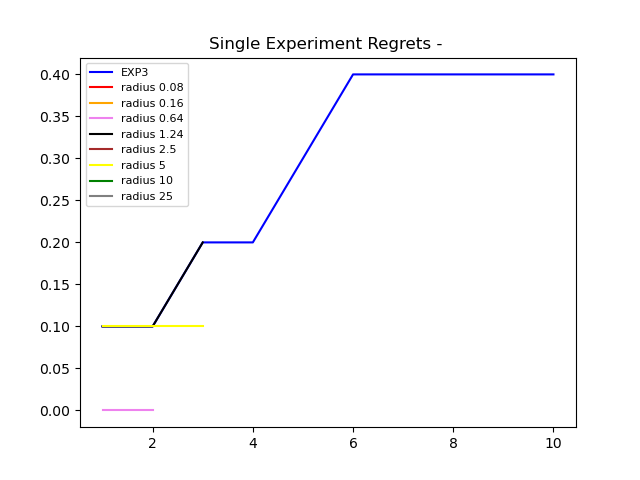 Single Experiment Regrets -
0.40
0.35
0.30
0.25
0.20
0.15
0.10
0.05
0.00
EXP3
radius 0.08
radius 0.16
radius 0.64
radius 1.24
radius 2.5
radius 5
radius 10
radius 25
2 4 6 8 10